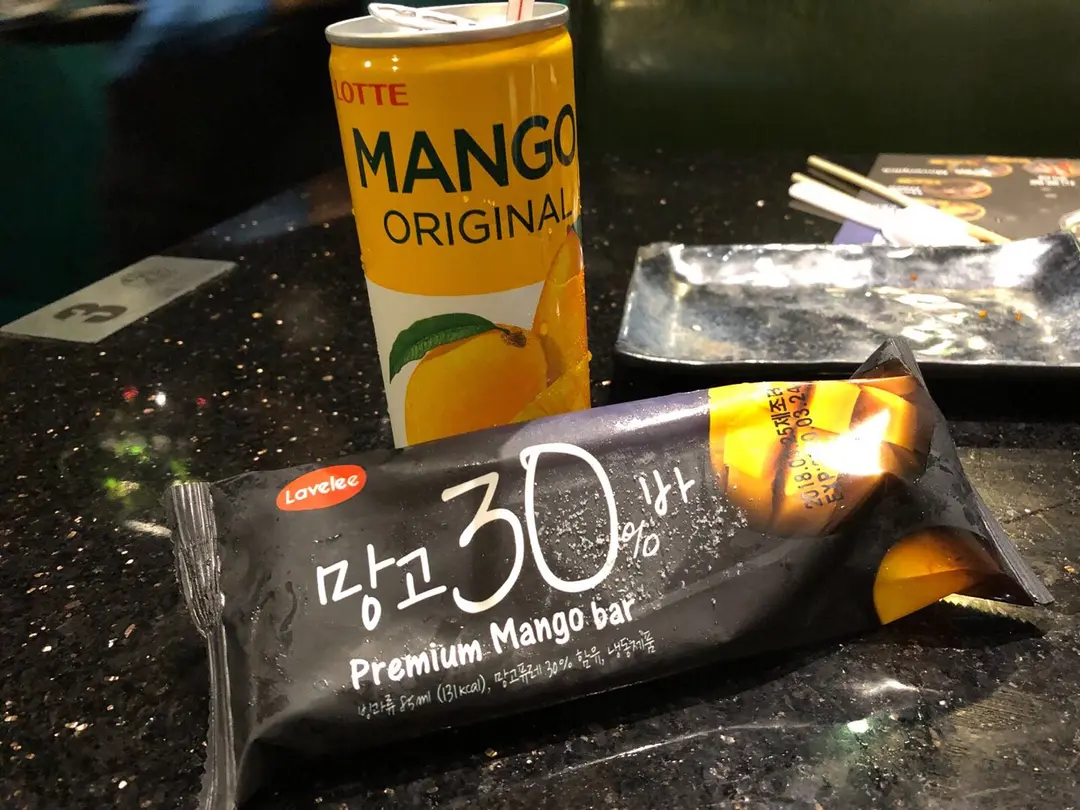 LOTTE
MANGO
ORIGINAL
3
Lavelee
망고 30% 바
Premium Mango bar
빙과류 85ml (131kcal), 망고퓨레 30% 함유, 냉동제품